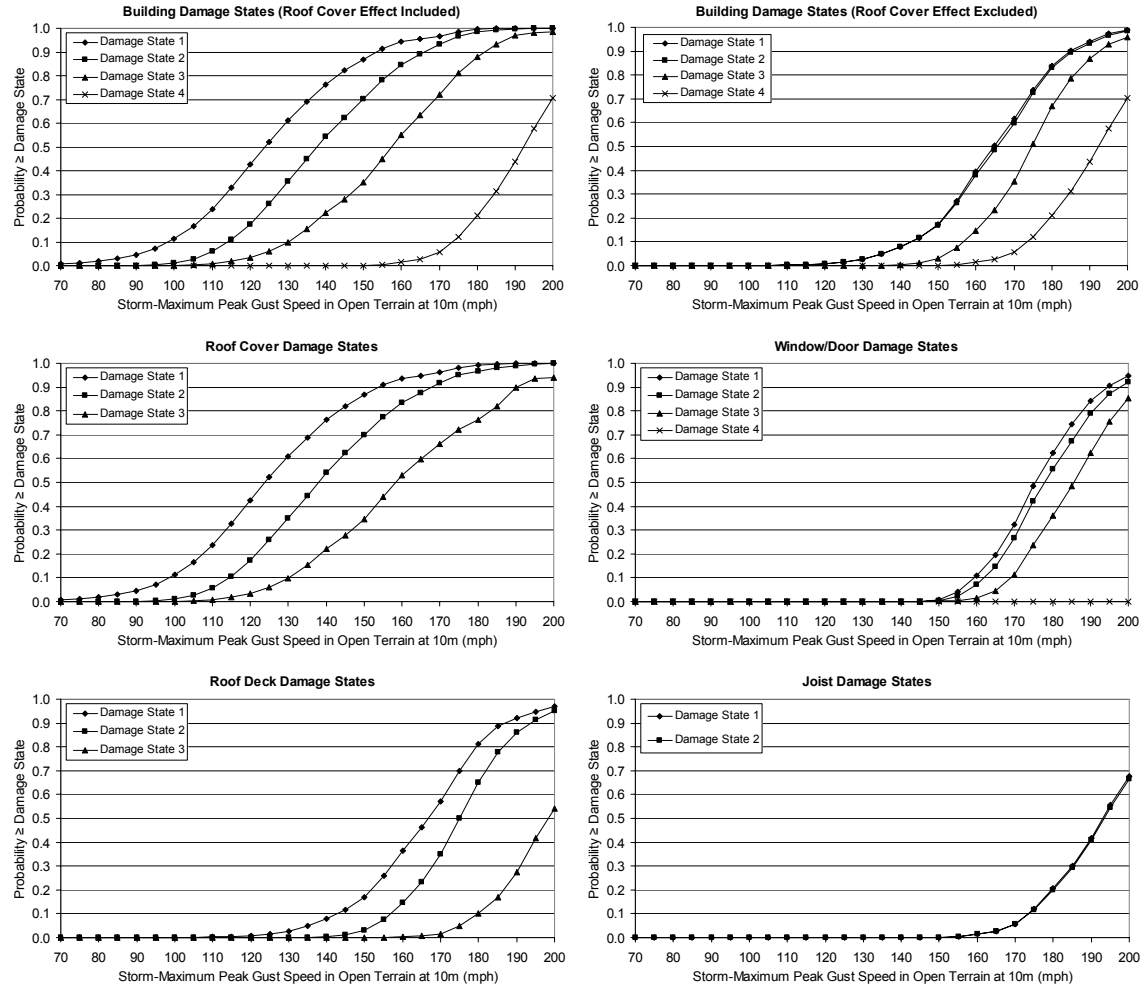 Building Damage States (Roof Cover Effect Included)
Probability ≥ Damage State
1.0
0.9
0.8
0.7
0.6
0.5
0.4
0.3
0.2
0.1
0.0
Damage State 1
Damage State 2
Damage State 3
Damage State 4
70 80 90 100 110 120 130 140 150 160 170 180 190 200
Storm-Maximum Peak Gust Speed in Open Terrain at 10m (mph)
Building Damage States (Roof Cover Effect Excluded)
Probability ≥ Damage State
1.0
0.9
0.8
0.7
0.6
0.5
0.4
0.3
0.2
0.1
0.0
Damage State 1
Damage State 2
Damage State 3
Damage State 4
70 80 90 100 110 120 130 140 150 160 170 180 190 200
Storm-Maximum Peak Gust Speed in Open Terrain at 10m (mph)
Roof Cover Damage States
Probability ≥ Damage State
1.0
0.9
0.8
0.7
0.6
0.5
0.4
0.3
0.2
0.1
0.0
Damage State 1
Damage State 2
Damage State 3
70 80 90 100 110 120 130 140 150 160 170 180 190 200
Storm-Maximum Peak Gust Speed in Open Terrain at 10m (mph)
Window/Door Damage States
Probability ≥ Damage State
1.0
0.9
0.8
0.7
0.6
0.5
0.4
0.3
0.2
0.1
0.0
Damage State 1
Damage State 2
Damage State 3
Damage State 4
70 80 90 100 110 120 130 140 150 160 170 180 190 200
Storm-Maximum Peak Gust Speed in Open Terrain at 10m (mph)
Roof Deck Damage States
Probability ≥ Damage State
1.0
0.9
0.8
0.7
0.6
0.5
0.4
0.3
0.2
0.1
0.0
Damage State 1
Damage State 2
Damage State 3
70 80 90 100 110 120 130 140 150 160 170 180 190 200
Storm-Maximum Peak Gust Speed in Open Terrain at 10m (mph)
Joist Damage States
Probability ≥ Damage State
1.0
0.9
0.8
0.7
0.6
0.5
0.4
0.3
0.2
0.1
0.0
Damage State 1
Damage State 2
70 80 90 100 110 120 130 140 150 160 170 180 190 200
Storm-Maximum Peak Gust Speed in Open Terrain at 10m (mph)